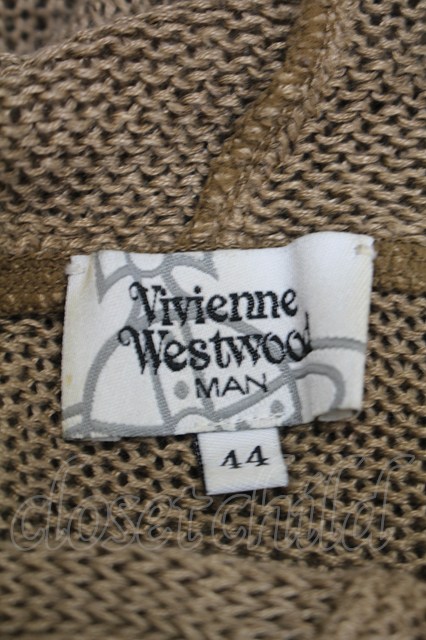 Vivienne
Westwood
MAN
44
closet child